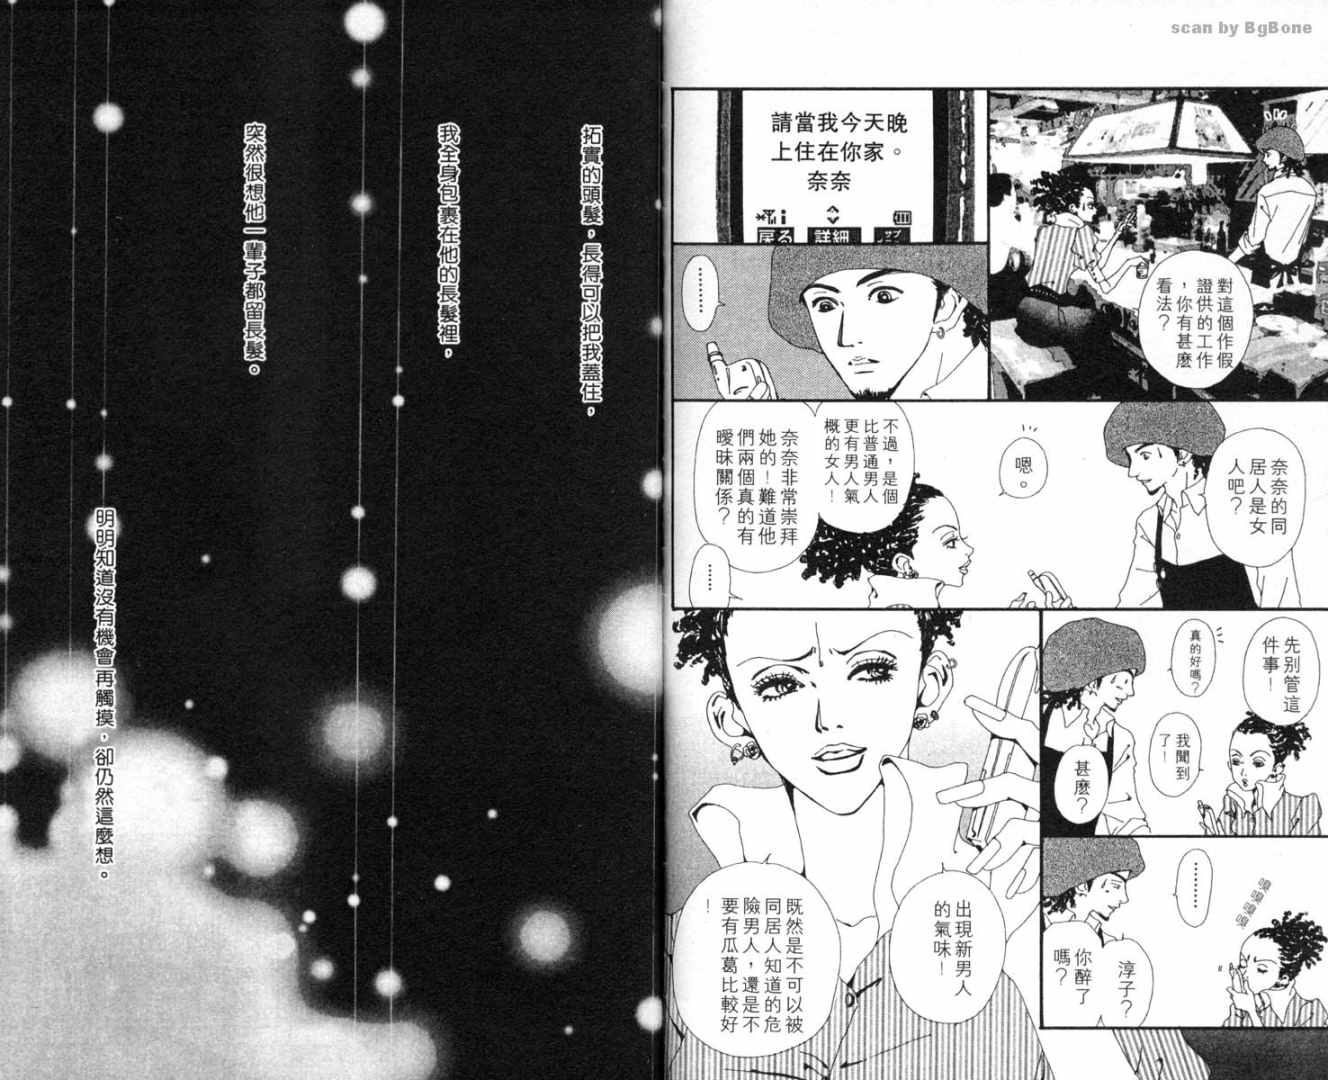 scan by BgBone
對這個作假
證供的工作
，你有甚麼
看法？
請當我今天晚
上住在你家。
奈奈
戻る
詳細
サブ
………
奈奈的同
居人是女
人吧？
嗯。
不過，是個
比普通男人
更有男人氣
概的女人！
奈奈非常崇拜
她的！難道他
們兩個真的有
曖昧關係？
……
先別管這
件事！
真的好嗎？
我聞到
了！
甚麼？
………
嗅嗅嗅嗅
淳子？
你醉了
嗎？
出現新男人
的氣味！
既然是不可以被
同居人知道的危
險男人，還是不
要有瓜葛比較好
！
拓實的頭髮，長得可以把我蓋住，
我全身包裹在他的長髮裡，
突然很想他一輩子都留長髮。
明明知道沒有機會再觸摸，卻仍然這麼想。